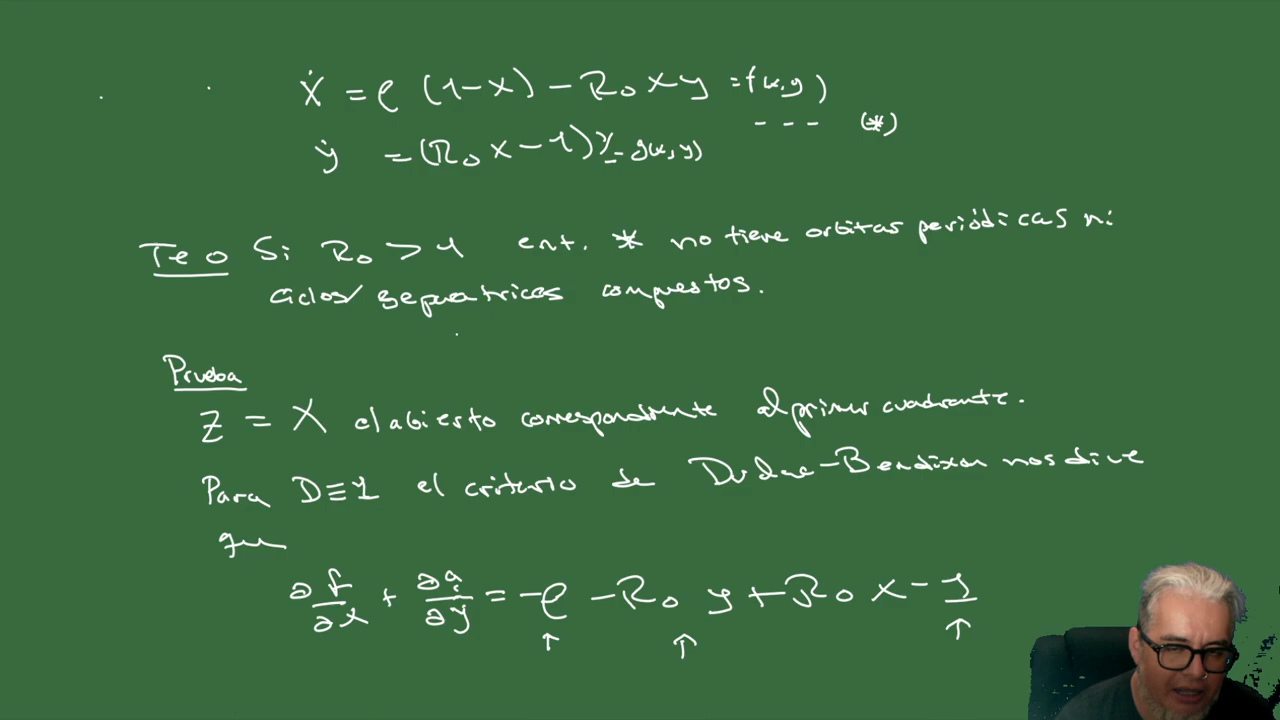 ẋ = ρ (1-x) - R₀ x y = f(x,y)
--- (*)
ẏ = (R₀ x - 1) y = g(x,y)
Teo Si R₀ > 1 ent. * no tiene orbitas periódicas ni
ciclos separatrices compuestos.
Prueba
Z = X el abierto correspondiente al primer cuadrante.
Para D ≡ 1 el criterio de Dulac-Bendixon nos dice
que
∂f/∂x + ∂g/∂y = -ρ - R₀ y + R₀ x - 1